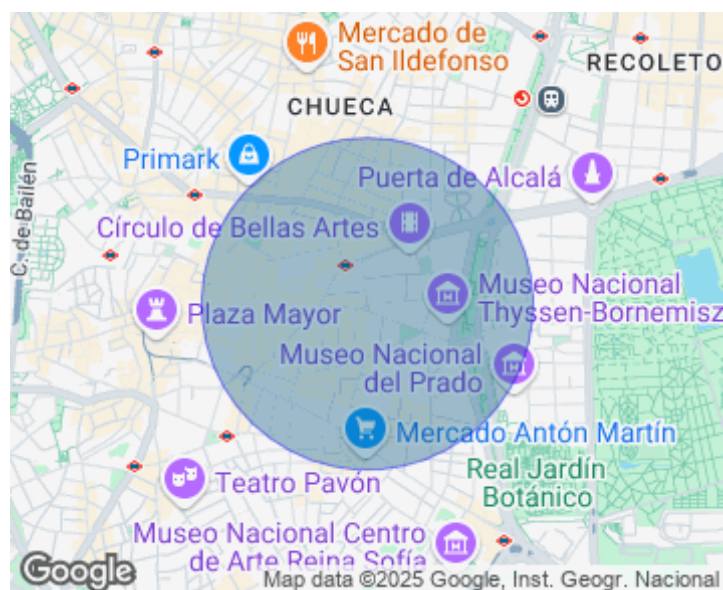 Mercado de
San Ildefonso
RECOLETO
CHUECA
Primark
Puerta de Alcalá
C. de Bailén
Círculo de Bellas Artes
Museo Nacional
Thyssen-Bornemisz
Plaza Mayor
Museo Nacional
del Prado
Mercado Antón Martín
Real Jardín
Botánico
Teatro Pavón
Museo Nacional Centro
de Arte Reina Sofía
Google
Map data ©2025 Google, Inst. Geogr. Nacional